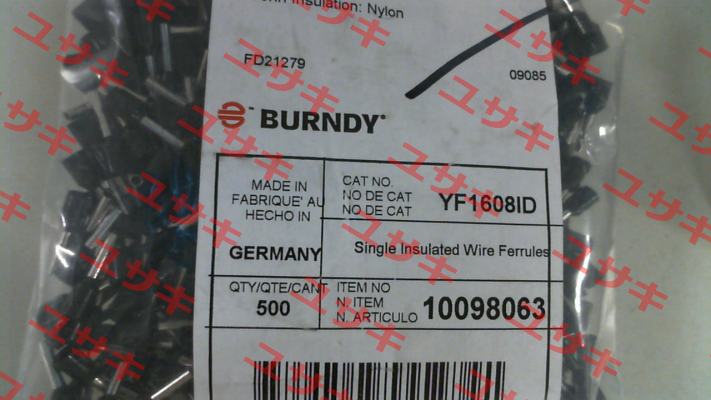 Insulation: Nylon
FD21279
09085
BURNDY®
MADE IN
FABRIQUE' AU
HECHO IN
GERMANY
CAT NO.
NO DE CAT
NO DE CAT
YF1608ID
Single Insulated Wire Ferrules
QTY/QTE/CANT
500
ITEM NO
N. ITEM
N. ARTICULO
10098063
ユサキ